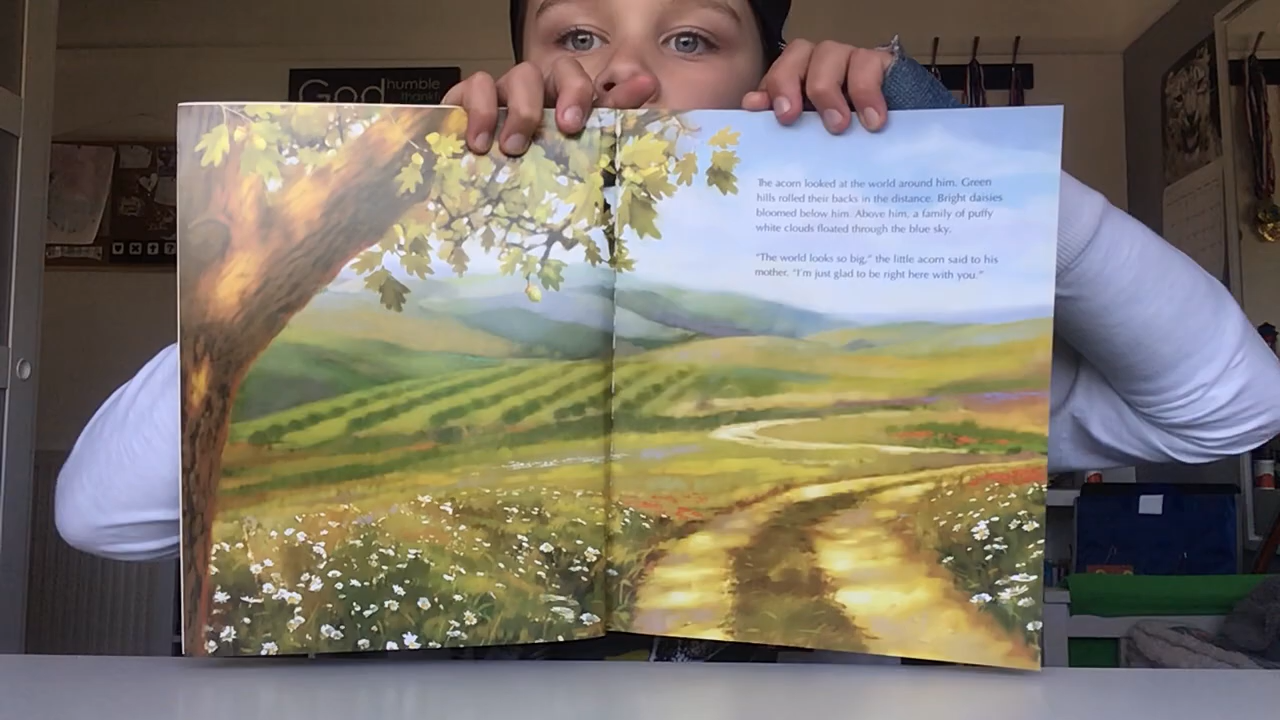 God humble
thankf
The acorn looked at the world around him. Green
hills rolled their backs in the distance. Bright daisies
bloomed below him. Above him, a family of puffy
white clouds floated through the blue sky.
"The world looks so big," the little acorn said to his
mother. "I'm just glad to be right here with you."